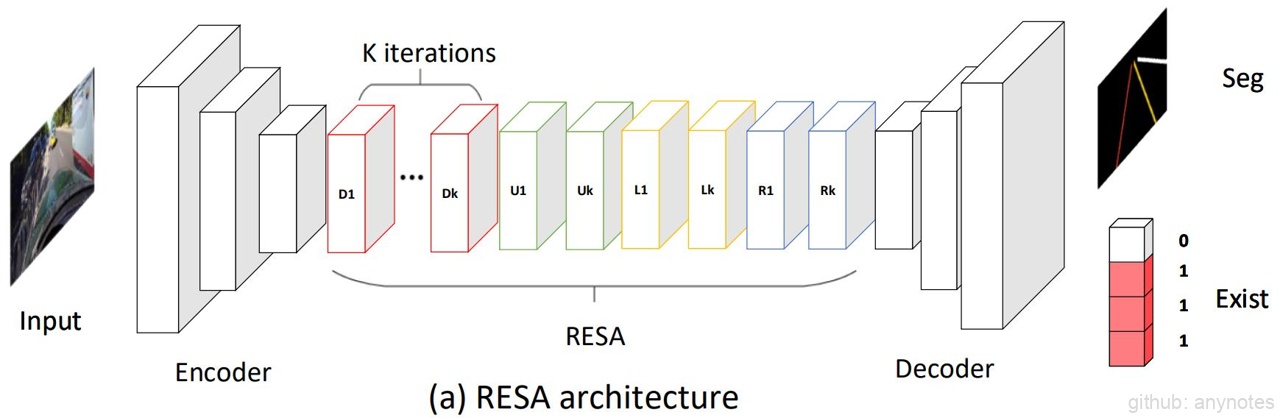 K iterations
Seg
D1
Dk
U1
Uk
L1
Lk
R1
Rk
0
1
1
1
Exist
Input
RESA
Encoder
Decoder
(a) RESA architecture
github: anynotes